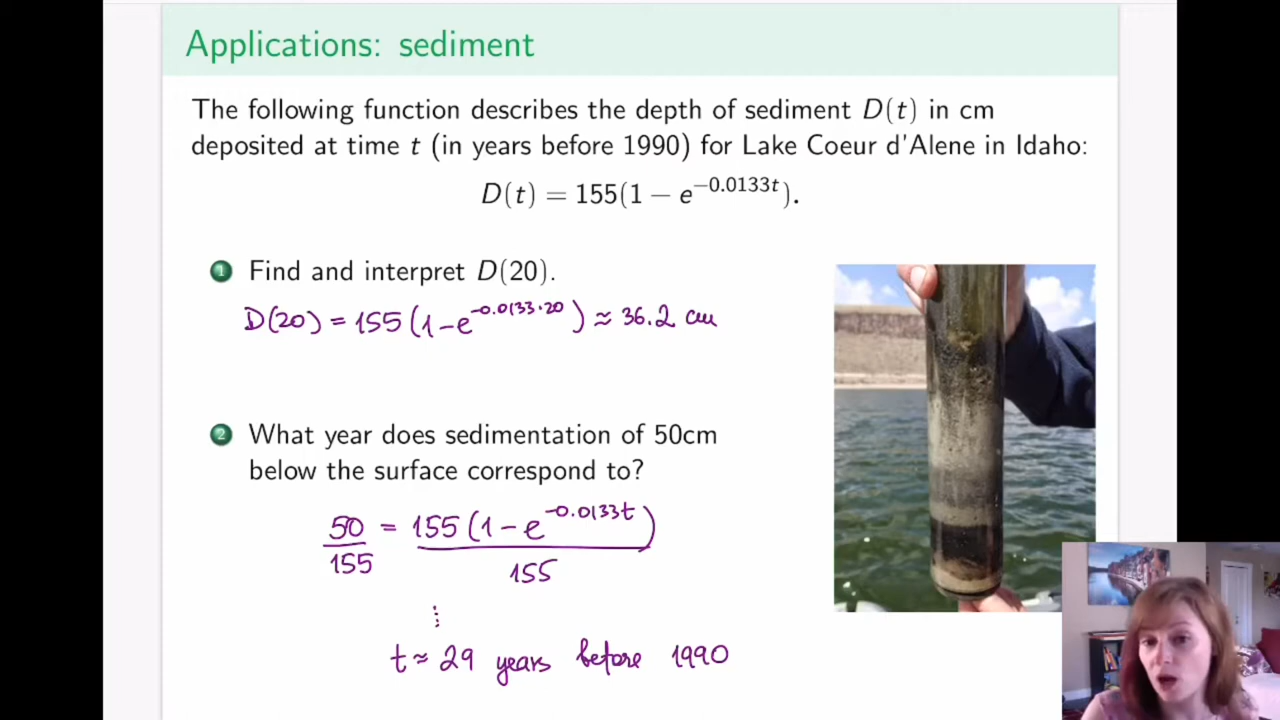 Applications: sediment
The following function describes the depth of sediment D(t) in cm
deposited at time t (in years before 1990) for Lake Coeur d'Alene in Idaho:
D(t) = 155(1 − e^{−0.0133t}).
1 Find and interpret D(20).
D(20) = 155(1−e^{−0.0133·20}) ≈ 36.2 cm
2 What year does sedimentation of 50cm
below the surface correspond to?
50 = 155(1−e^{−0.0133t})
155 155
⋮
t ≈ 29 years before 1990